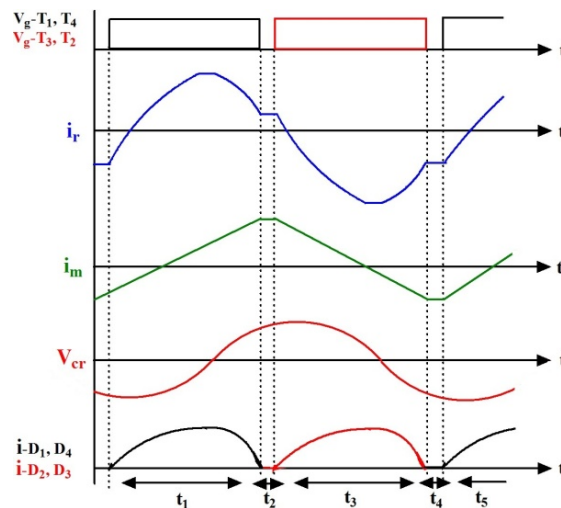 Vg-T1, T4
Vg-T3, T2
t
ir
t
im
t
Vcr
t
i-D1, D4
i-D2, D3
t
t1
t2
t3
t4
t5